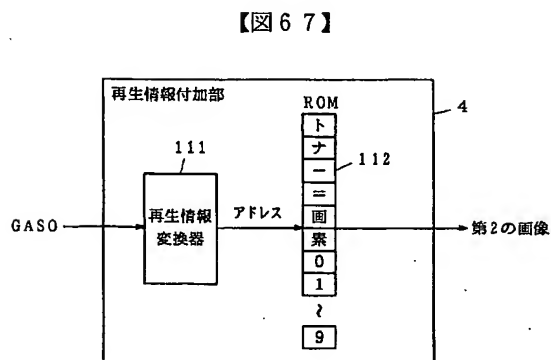 【図67】
再生情報付加部
ROM
4
111
112
ト
ナ
ー
=
画
素
0
1
~
9
再生情報
変換器
アドレス
GASO
第2の画像